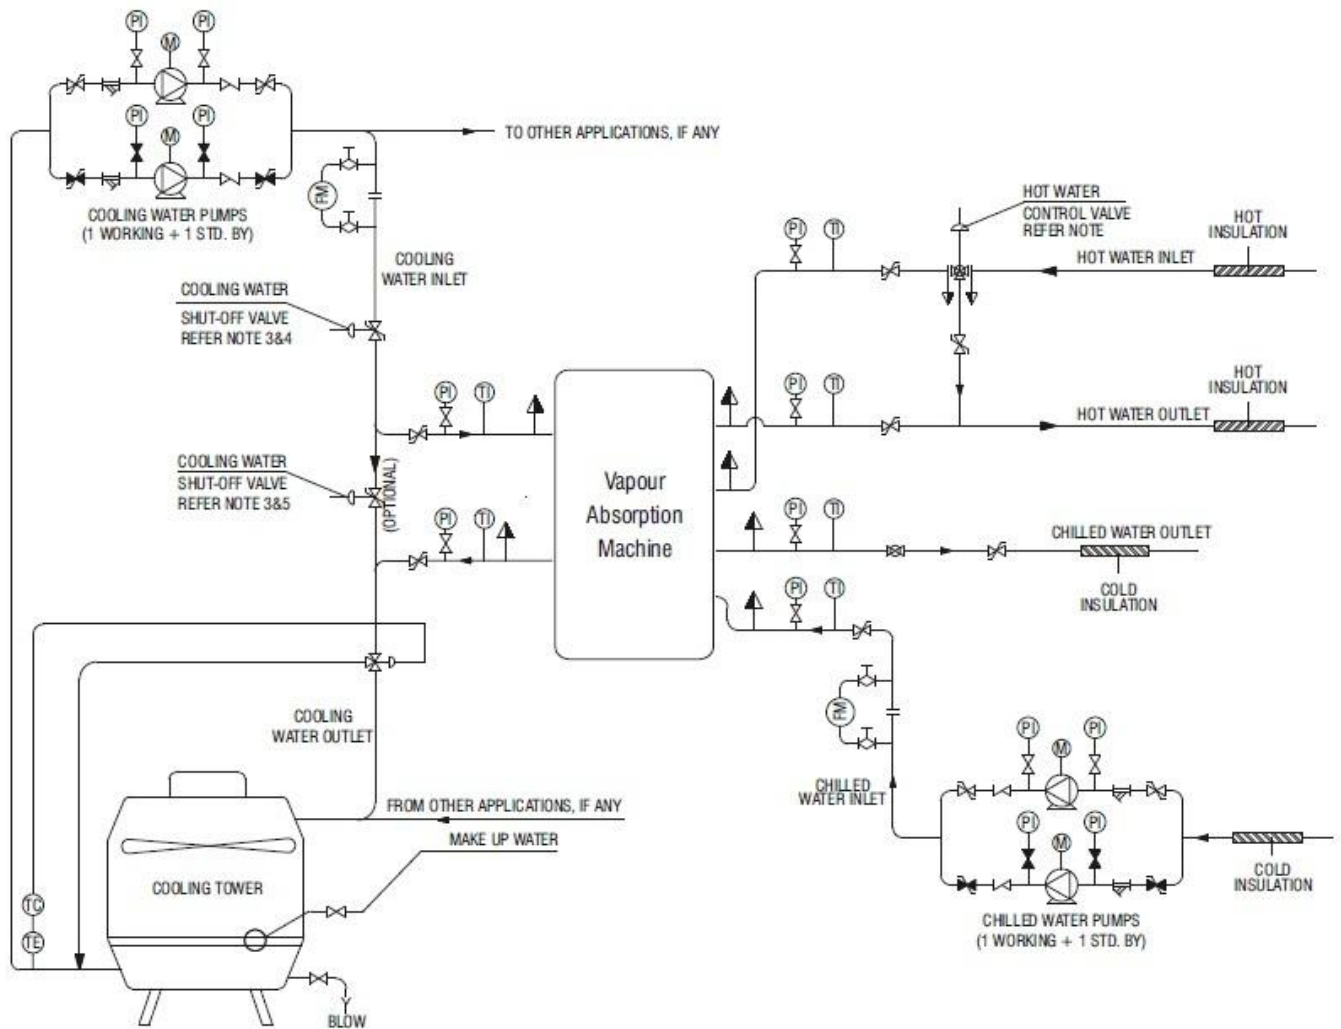 PI
PI
M
PI
PI
M
TO OTHER APPLICATIONS, IF ANY
FM
COOLING WATER PUMPS
(1 WORKING + 1 STD. BY)
COOLING
WATER INLET
COOLING WATER
SHUT-OFF VALVE
REFER NOTE 3&4
HOT WATER
CONTROL VALVE
REFER NOTE
HOT
INSULATION
PI
TI
HOT WATER INLET
PI
TI
PI
TI
HOT
INSULATION
HOT WATER OUTLET
COOLING WATER
SHUT-OFF VALVE
REFER NOTE 3&5
(OPTIONAL)
Vapour
Absorption
Machine
PI
TI
PI
TI
CHILLED WATER OUTLET
COLD
INSULATION
PI
TI
FM
COOLING
WATER OUTLET
CHILLED
WATER INLET
PI
M
PI
PI
M
PI
COLD
INSULATION
CHILLED WATER PUMPS
(1 WORKING + 1 STD. BY)
FROM OTHER APPLICATIONS, IF ANY
MAKE UP WATER
COOLING TOWER
TC
TE
BLOW